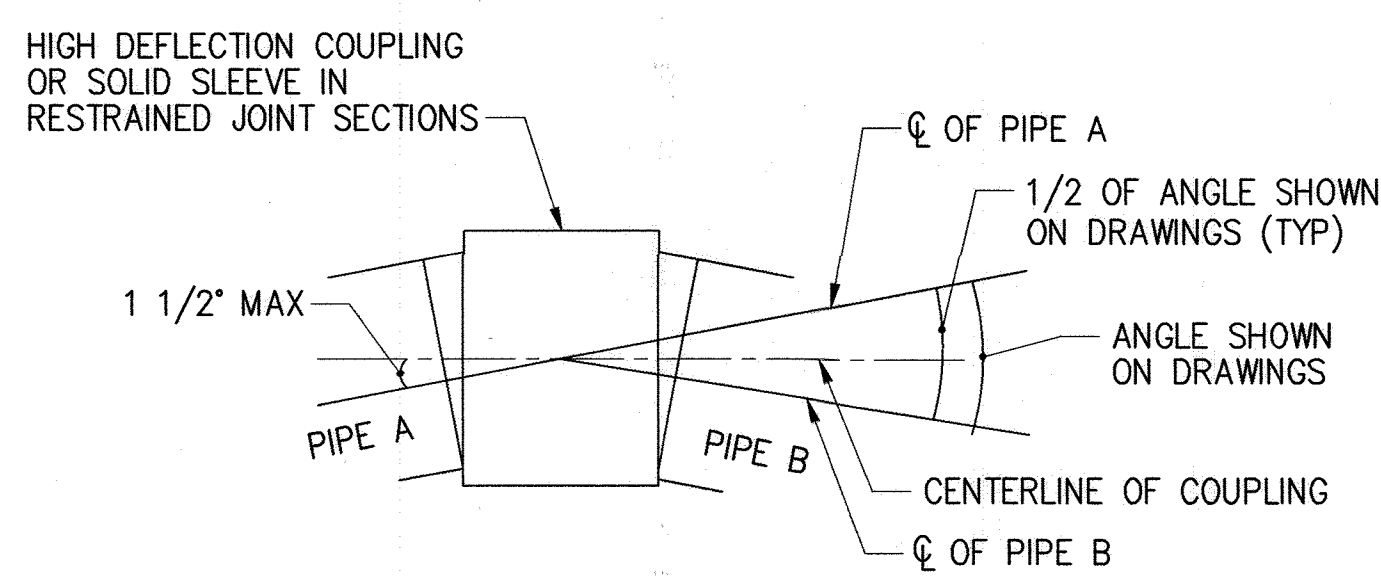 HIGH DEFLECTION COUPLING
OR SOLID SLEEVE IN
RESTRAINED JOINT SECTIONS
℄ OF PIPE A
1/2 OF ANGLE SHOWN
ON DRAWINGS (TYP)
1 1/2° MAX
ANGLE SHOWN
ON DRAWINGS
PIPE A
PIPE B
CENTERLINE OF COUPLING
℄ OF PIPE B